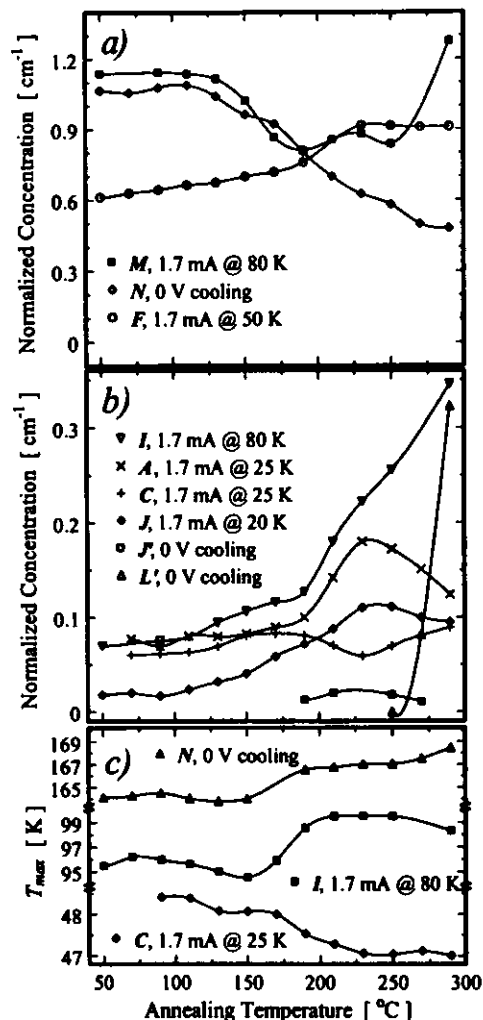 a)
Normalized Concentration [ cm-1 ]
1.2
0.9
0.6
0.3
0
M, 1.7 mA @ 80 K
N, 0 V cooling
F, 1.7 mA @ 50 K
b)
Normalized Concentration [ cm-1 ]
0.3
0.2
0.1
0
I, 1.7 mA @ 80 K
A, 1.7 mA @ 25 K
C, 1.7 mA @ 25 K
J, 1.7 mA @ 20 K
J', 0 V cooling
L', 0 V cooling
c)
N, 0 V cooling
Tmax [ K ]
169
167
165
99
97
95
48
47
I, 1.7 mA @ 80 K
C, 1.7 mA @ 25 K
50 100 150 200 250 300
Annealing Temperature [ °C ]